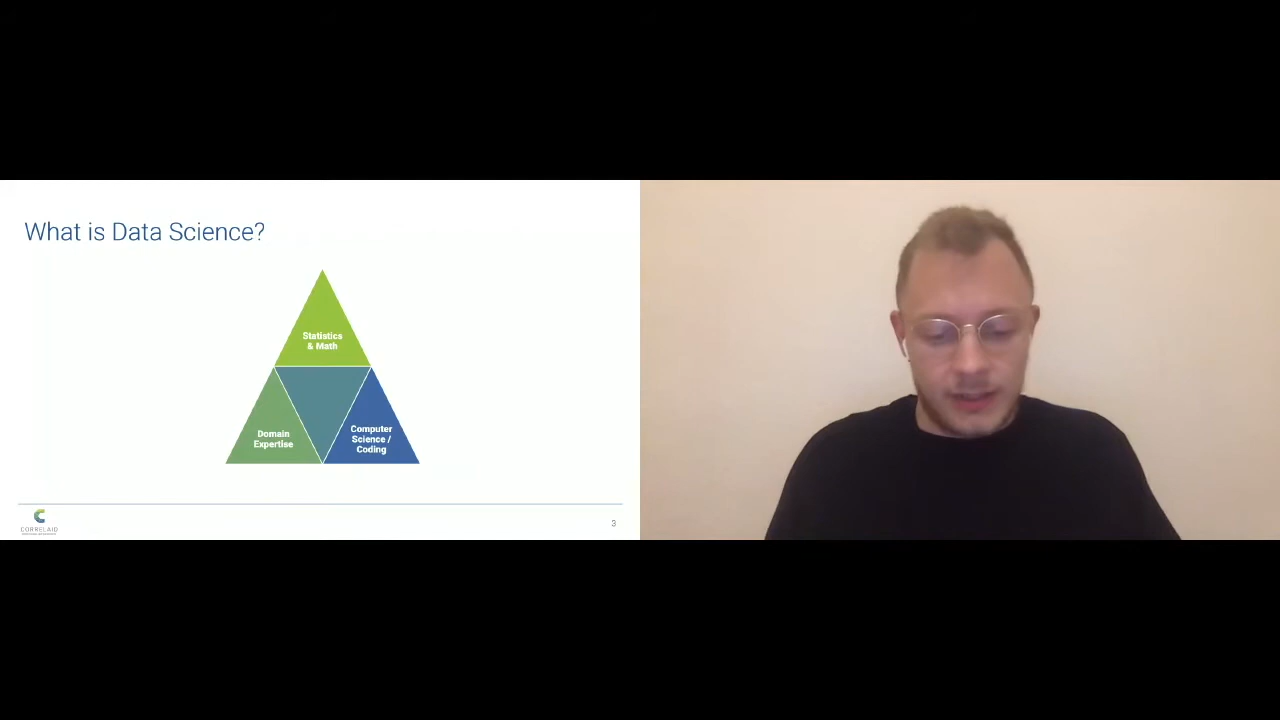 What is Data Science?
Statistics
& Math
Domain
Expertise
Computer
Science /
Coding
CORRELAID
3